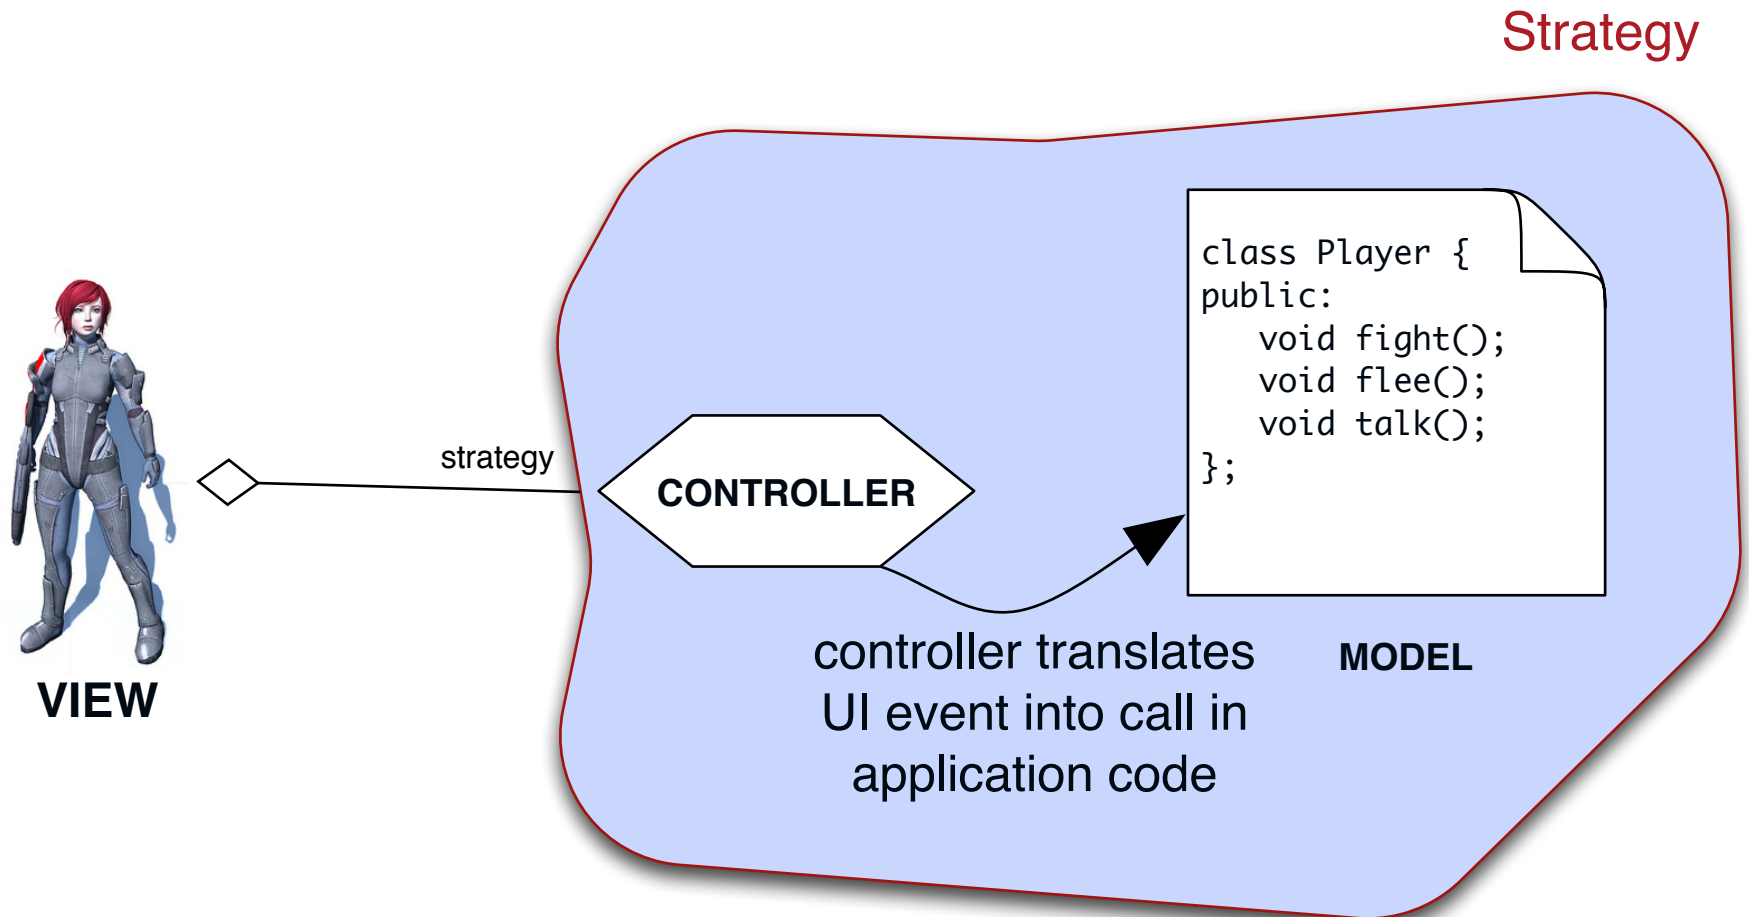 Strategy
class Player {
public:
void fight();
void flee();
void talk();
};
strategy
CONTROLLER
controller translates
UI event into call in
application code
MODEL
VIEW